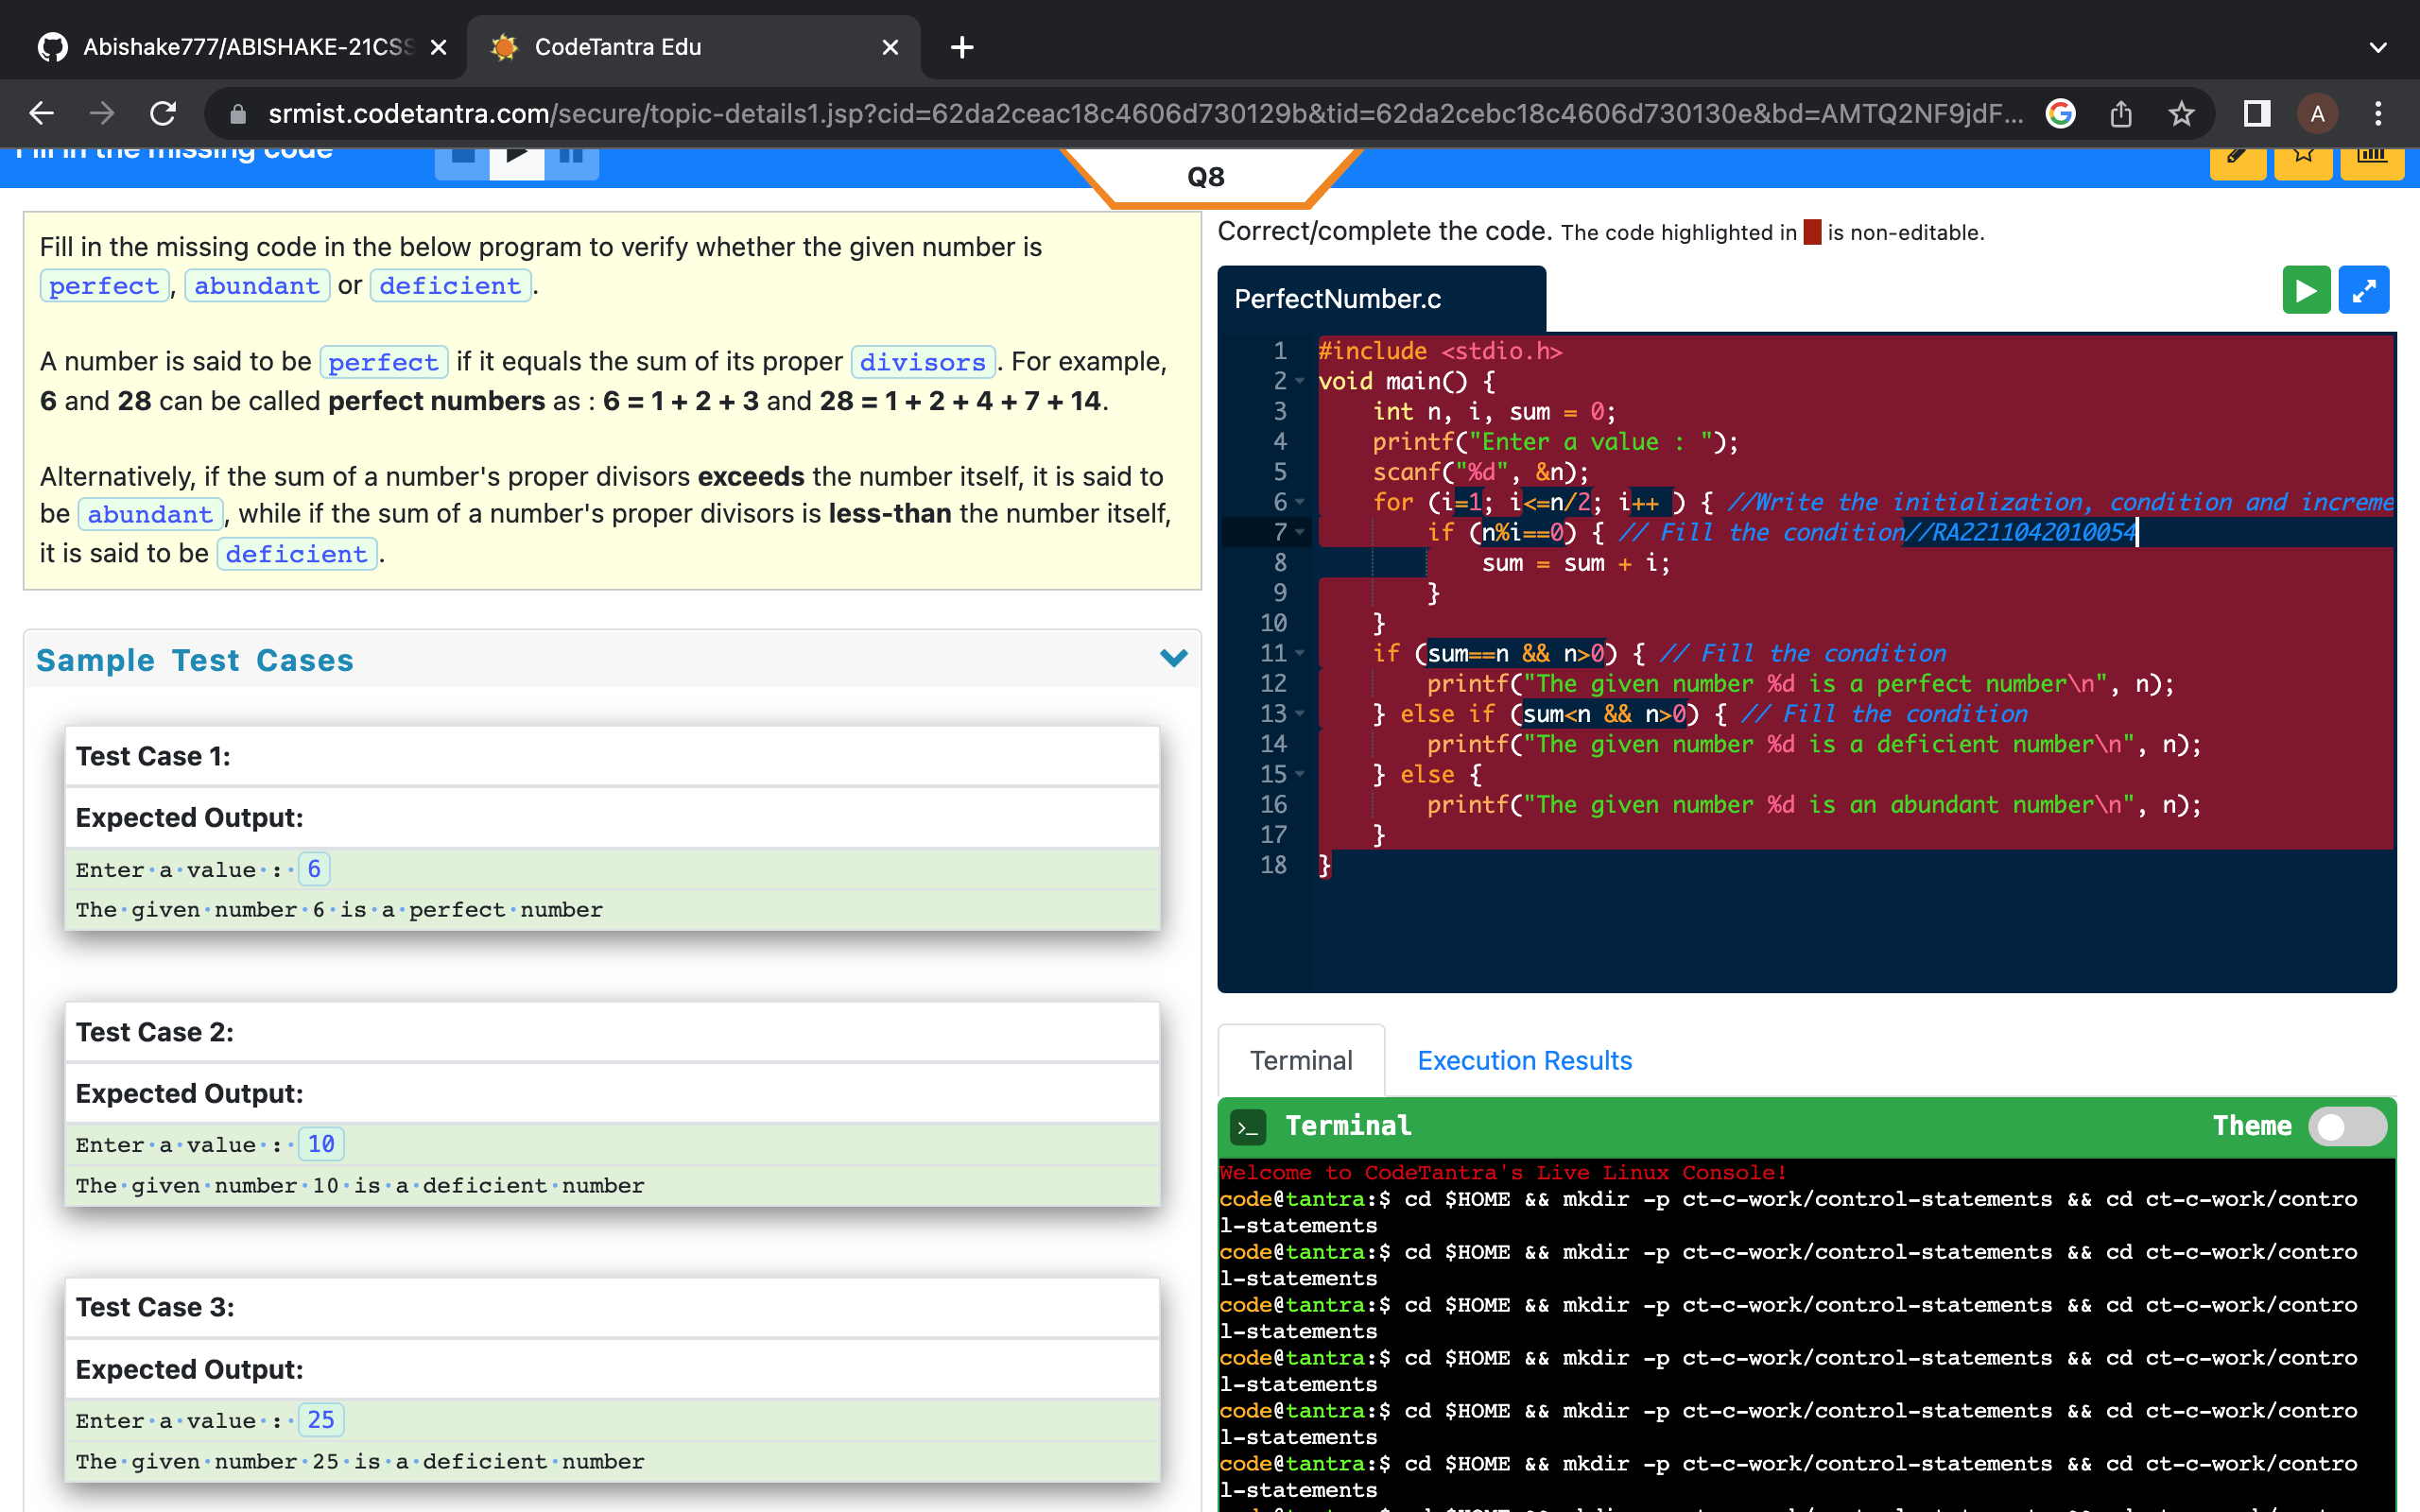 Abishake777/ABISHAKE-21CSS
CodeTantra Edu
srmist.codetantra.com/secure/topic-details1.jsp?cid=62da2ceac18c4606d730129b&tid=62da2cebc18c4606d730130e&bd=AMTQ2NF9jdF...
A
Fill in the missing code
Q8
Fill in the missing code in the below program to verify whether the given number is
perfect, abundant or deficient.
A number is said to be perfect if it equals the sum of its proper divisors. For example,
6 and 28 can be called perfect numbers as : 6 = 1 + 2 + 3 and 28 = 1 + 2 + 4 + 7 + 14.
Alternatively, if the sum of a number's proper divisors exceeds the number itself, it is said to
be abundant, while if the sum of a number's proper divisors is less-than the number itself,
it is said to be deficient.
Sample Test Cases
Test Case 1:
Expected Output:
Enter·a·value·:·6
The·given·number·6·is·a·perfect·number
Test Case 2:
Expected Output:
Enter·a·value·:·10
The·given·number·10·is·a·deficient·number
Test Case 3:
Expected Output:
Enter·a·value·:·25
The·given·number·25·is·a·deficient·number
Correct/complete the code. The code highlighted in is non-editable.
PerfectNumber.c
1 #include <stdio.h>
2 void main() {
3 int n, i, sum = 0;
4 printf("Enter a value : ");
5 scanf("%d", &n);
6 for (i=1; i<=n/2; i++ ) { //Write the initialization, condition and increme
7 if (n%i==0) { // Fill the condition//RA2211042010054
8 sum = sum + i;
9 }
10 }
11 if (sum==n && n>0) { // Fill the condition
12 printf("The given number %d is a perfect number\n", n);
13 } else if (sum<n && n>0) { // Fill the condition
14 printf("The given number %d is a deficient number\n", n);
15 } else {
16 printf("The given number %d is an abundant number\n", n);
17 }
18 }
Terminal
Execution Results
>_ Terminal
Theme
Welcome to CodeTantra's Live Linux Console!
code@tantra:$ cd $HOME && mkdir -p ct-c-work/control-statements && cd ct-c-work/contro
l-statements
code@tantra:$ cd $HOME && mkdir -p ct-c-work/control-statements && cd ct-c-work/contro
l-statements
code@tantra:$ cd $HOME && mkdir -p ct-c-work/control-statements && cd ct-c-work/contro
l-statements
code@tantra:$ cd $HOME && mkdir -p ct-c-work/control-statements && cd ct-c-work/contro
l-statements
code@tantra:$ cd $HOME && mkdir -p ct-c-work/control-statements && cd ct-c-work/contro
l-statements
code@tantra:$ cd $HOME && mkdir -p ct-c-work/control-statements && cd ct-c-work/contro
l-statements